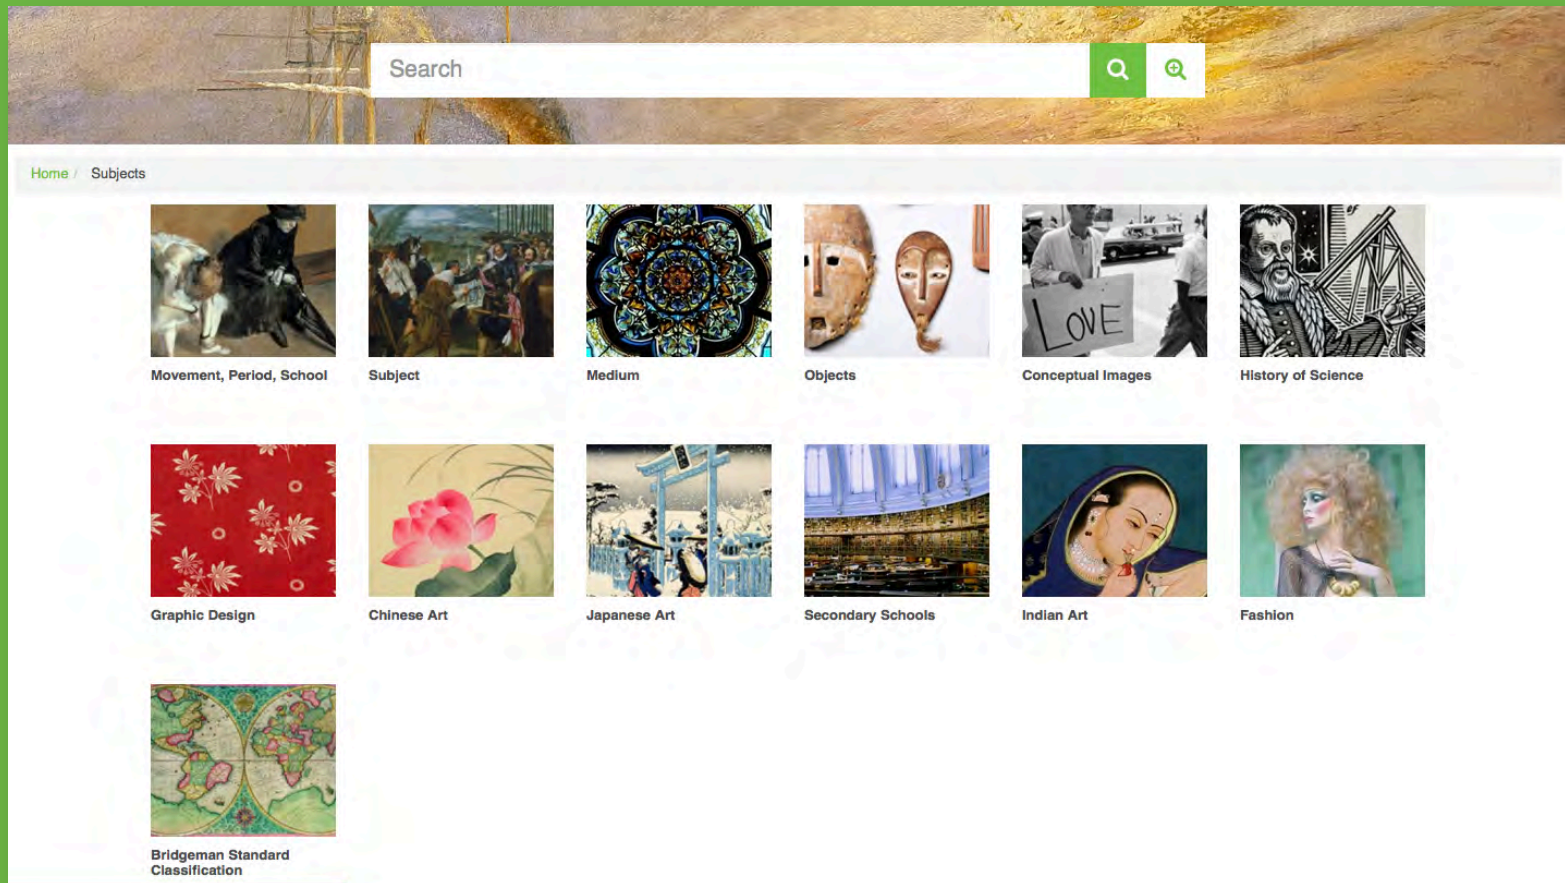 Search
Home / Subjects
LOVE
Movement, Period, School
Subject
Medium
Objects
Conceptual Images
History of Science
Graphic Design
Chinese Art
Japanese Art
Secondary Schools
Indian Art
Fashion
Bridgeman Standard
Classification